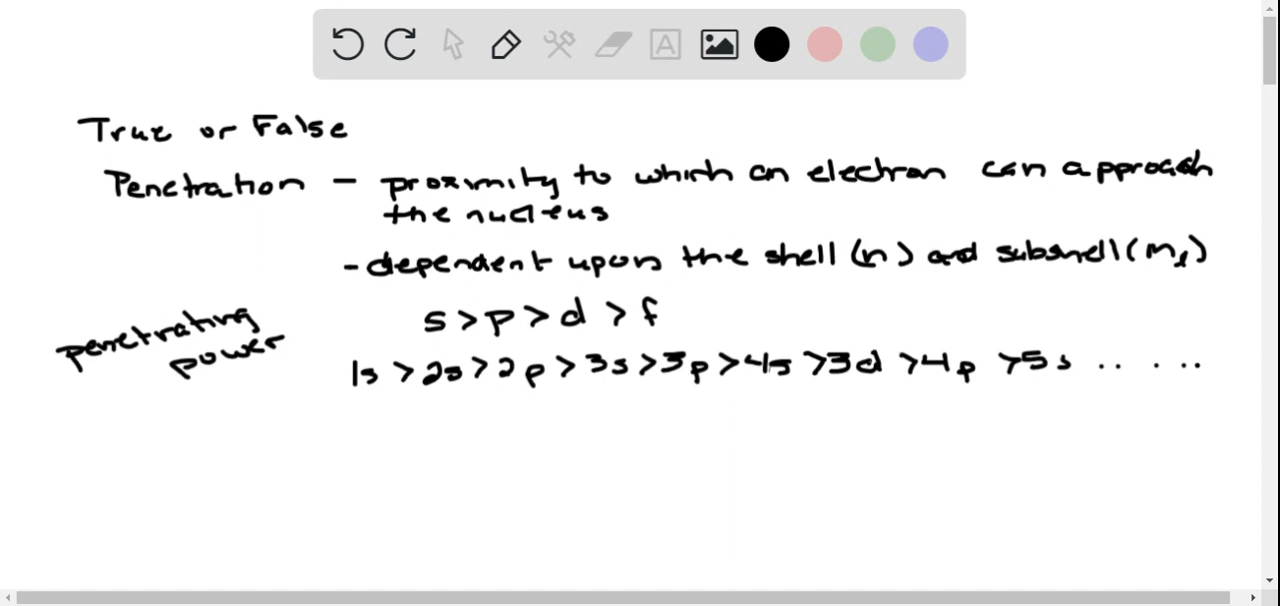 True or False
Penetration - proximity to which an electron can approach
the nucleus
- dependent upon the shell (n) and subshell (ml)
penetrating
power
s > p > d > f
1s > 2s > 2p > 3s > 3p > 4s > 3d > 4p > 5s .. . ..